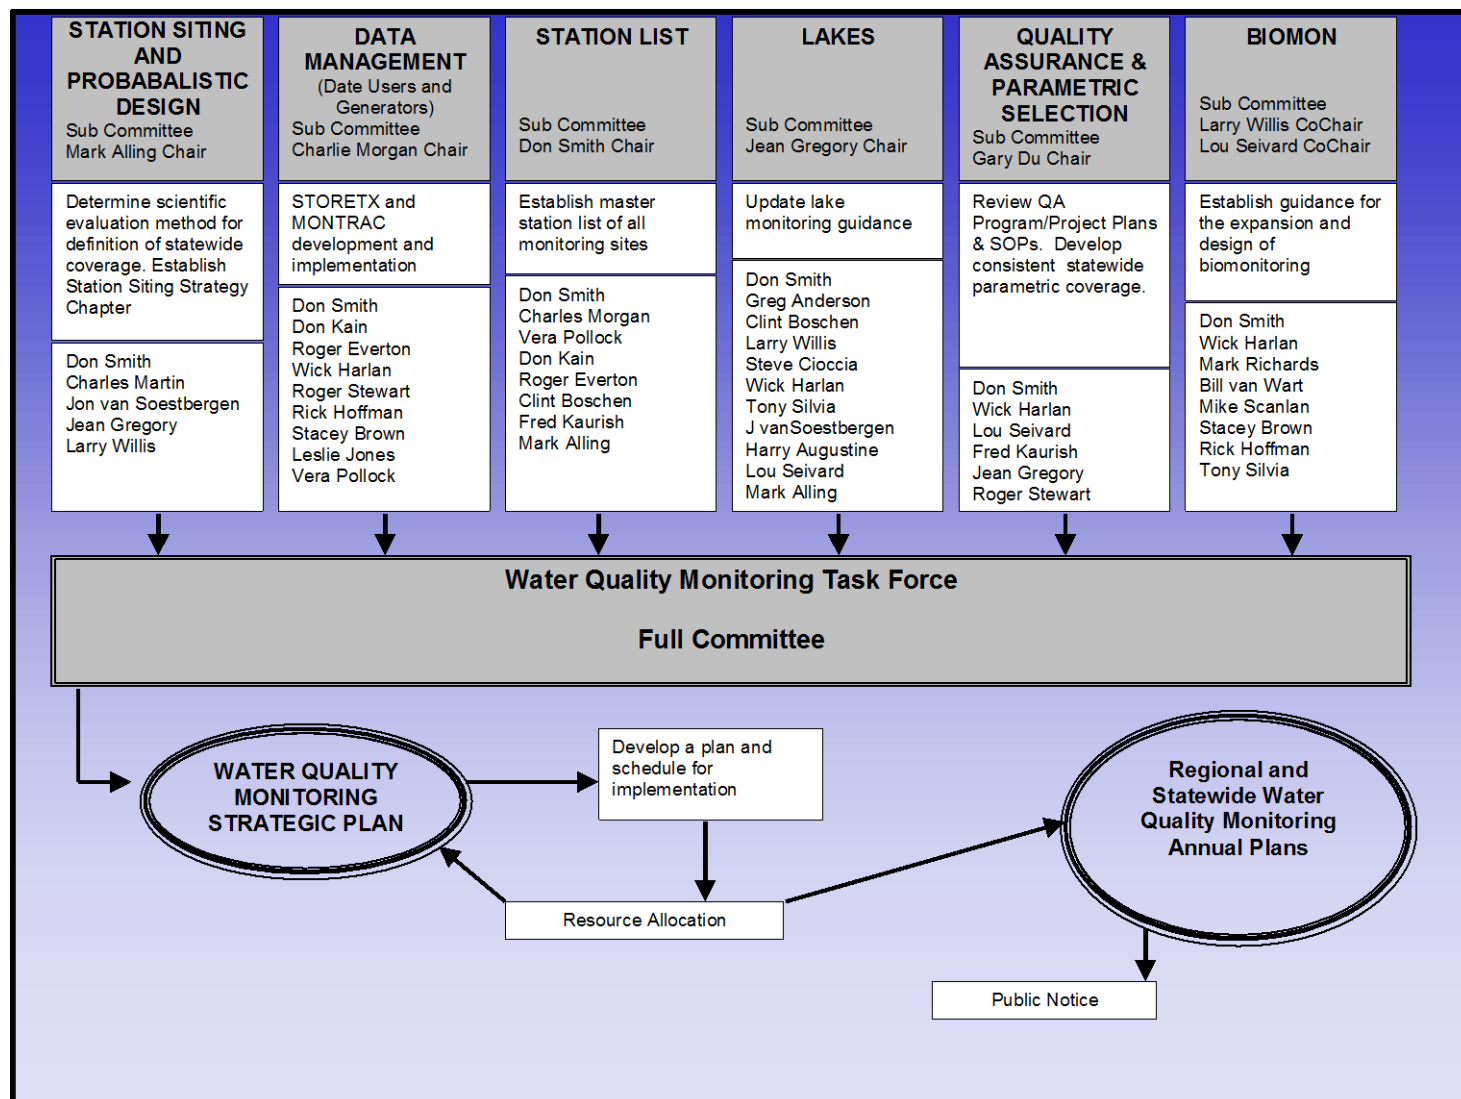 STATION SITING
AND
PROBABALISTIC
DESIGN
Sub Committee
Mark Alling Chair
Determine scientific
evaluation method for
definition of statewide
coverage. Establish
Station Siting Strategy
Chapter
Don Smith
Charles Martin
Jon van Soestbergen
Jean Gregory
Larry Willis
DATA
MANAGEMENT
(Date Users and
Generators)
Sub Committee
Charlie Morgan Chair
STORETX and
MONTRAC
development and
implementation
Don Smith
Don Kain
Roger Everton
Wick Harlan
Roger Stewart
Rick Hoffman
Stacey Brown
Leslie Jones
Vera Pollock
STATION LIST
Sub Committee
Don Smith Chair
Establish master
station list of all
monitoring sites
Don Smith
Charles Morgan
Vera Pollock
Don Kain
Roger Everton
Clint Boschen
Fred Kaurish
Mark Alling
LAKES
Sub Committee
Jean Gregory Chair
Update lake
monitoring guidance
Don Smith
Greg Anderson
Clint Boschen
Larry Willis
Steve Cioccia
Wick Harlan
Tony Silvia
J vanSoestbergen
Harry Augustine
Lou Seivard
Mark Alling
QUALITY
ASSURANCE &
PARAMETRIC
SELECTION
Sub Committee
Gary Du Chair
Review QA
Program/Project Plans
& SOPs. Develop
consistent statewide
parametric coverage.
Don Smith
Wick Harlan
Lou Seivard
Fred Kaurish
Jean Gregory
Roger Stewart
BIOMON
Sub Committee
Larry Willis CoChair
Lou Seivard CoChair
Establish guidance for
the expansion and
design of
biomonitoring
Don Smith
Wick Harlan
Mark Richards
Bill van Wart
Mike Scanlan
Stacey Brown
Rick Hoffman
Tony Silvia
Water Quality Monitoring Task Force
Full Committee
WATER QUALITY
MONITORING
STRATEGIC PLAN
Develop a plan and
schedule for
implementation
Resource Allocation
Regional and
Statewide Water
Quality Monitoring
Annual Plans
Public Notice